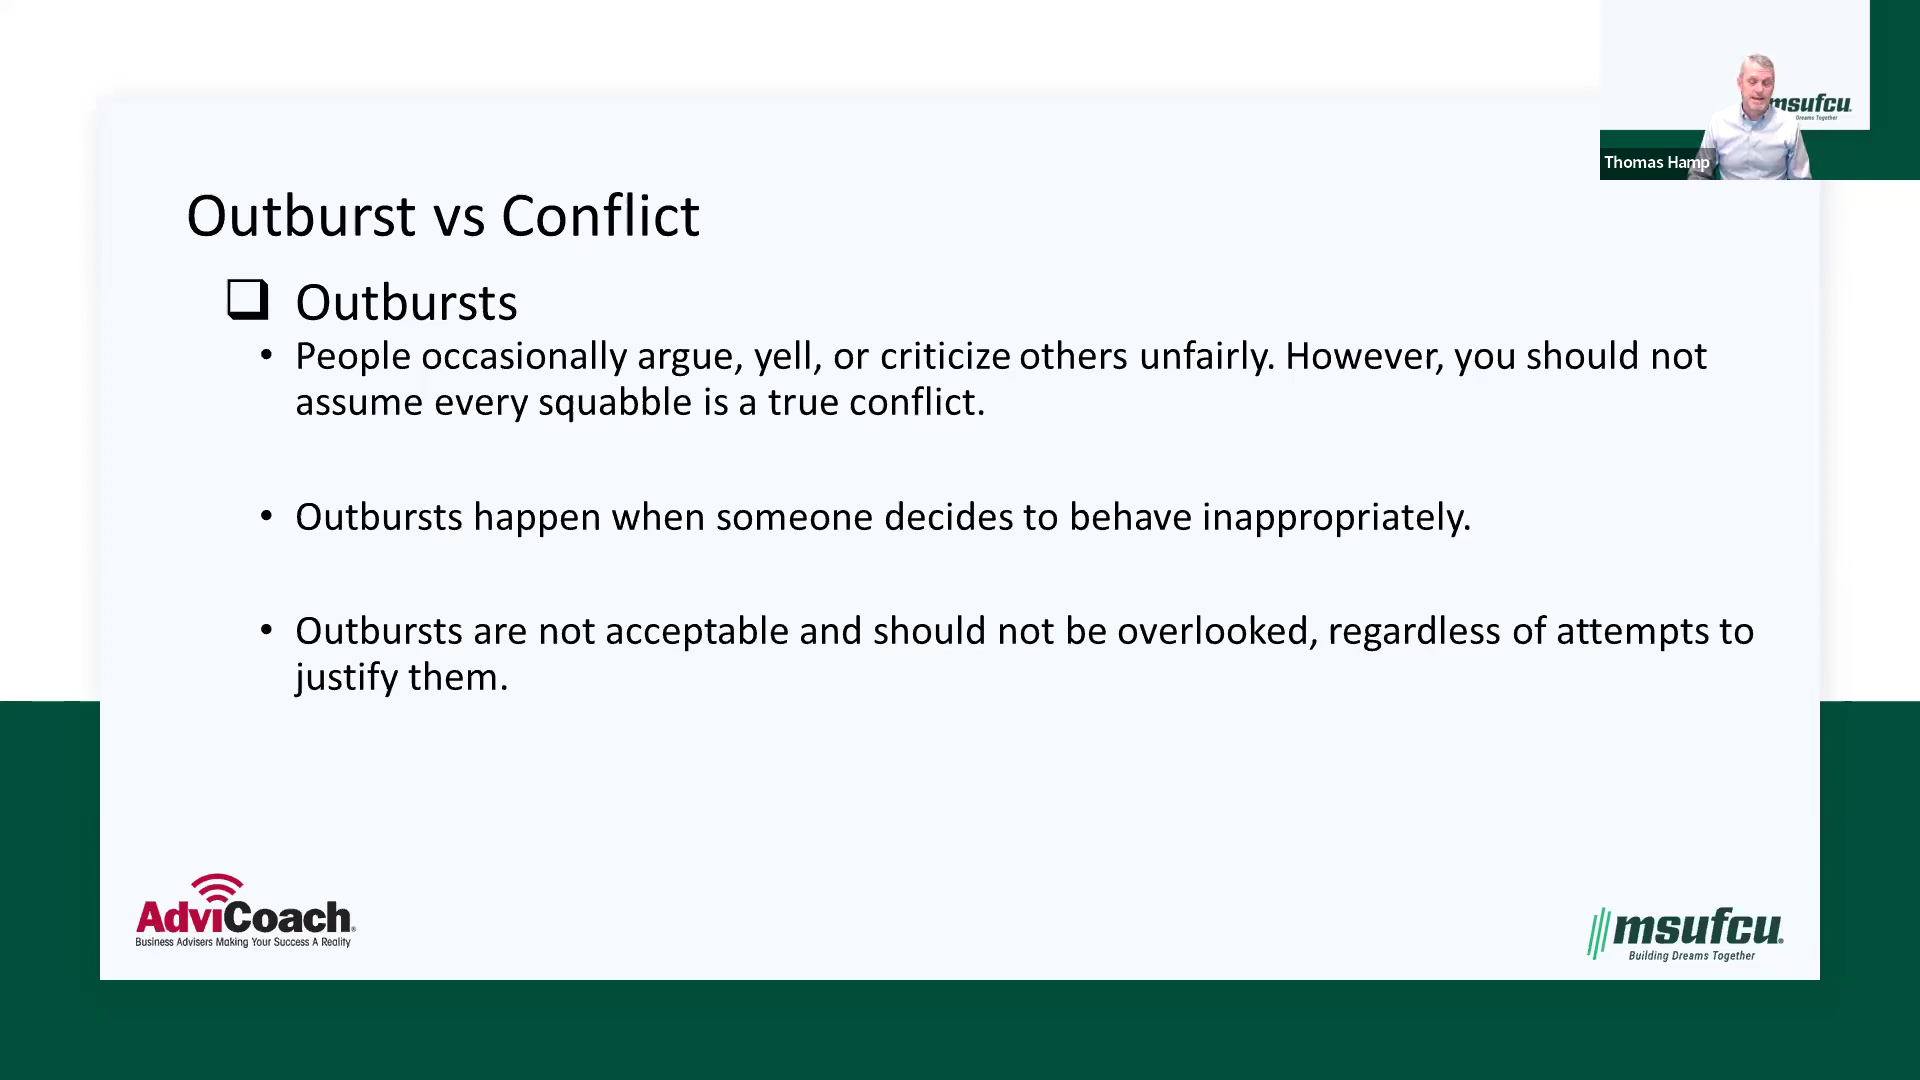 msufcu
Dreams Together
Thomas Hamp
Outburst vs Conflict
❑ Outbursts
• People occasionally argue, yell, or criticize others unfairly. However, you should not
assume every squabble is a true conflict.
• Outbursts happen when someone decides to behave inappropriately.
• Outbursts are not acceptable and should not be overlooked, regardless of attempts to
justify them.
AdviCoach®
Business Advisers Making Your Success A Reality
msufcu®
Building Dreams Together